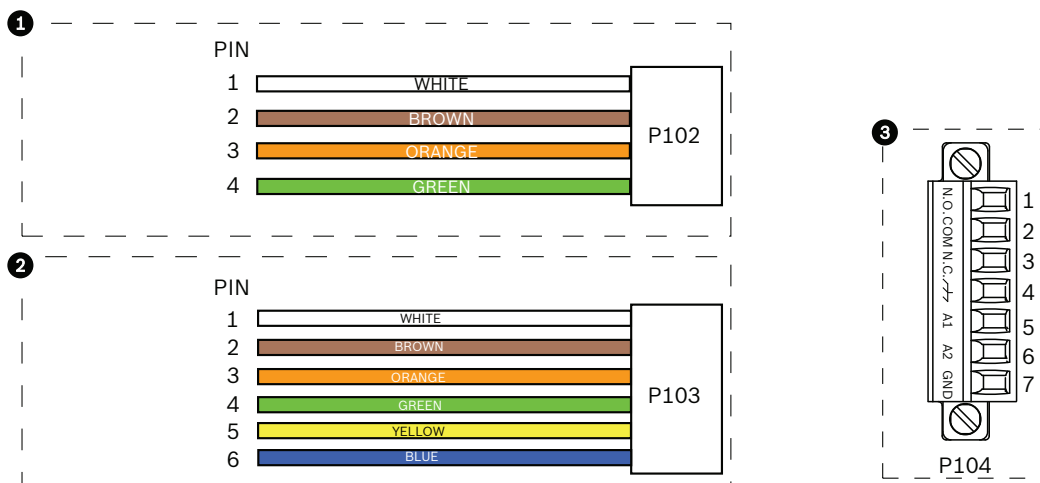 1
PIN
1 WHITE
2 BROWN
3 ORANGE
4 GREEN
P102
2
PIN
1 WHITE
2 BROWN
3 ORANGE
4 GREEN
5 YELLOW
6 BLUE
P103
3
N.O. 1
COM 2
N.C. 3
4
A1 5
A2 6
GND 7
P104